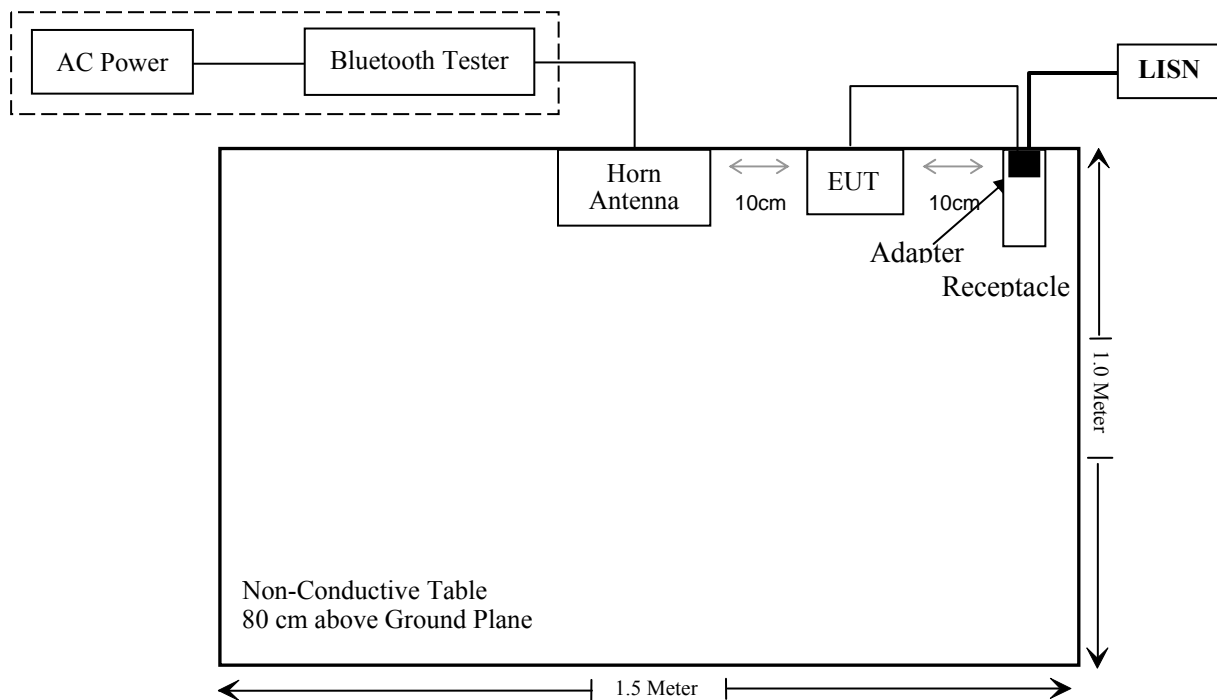 AC Power
Bluetooth Tester
LISN
Horn
Antenna
10cm
EUT
10cm
Adapter
Receptacle
1.0 Meter
Non-Conductive Table
80 cm above Ground Plane
1.5 Meter